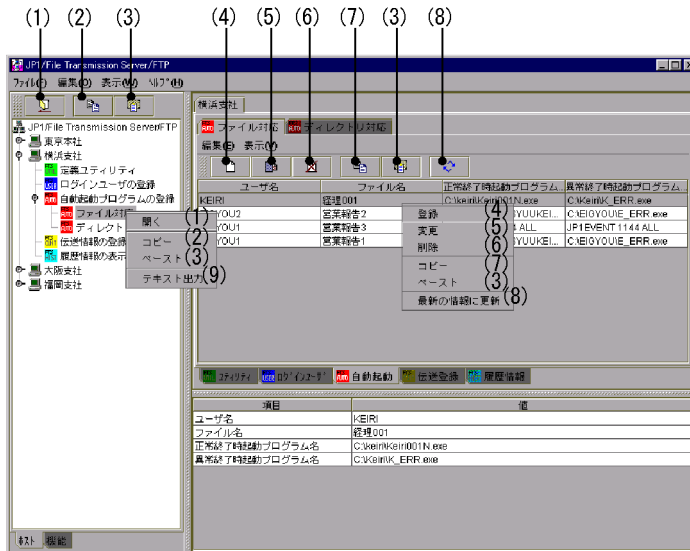 (1) (2) (3) (4) (5) (6) (7) (3) (8)
JP1/File Transmission Server/FTP
ファイル(F) 編集(O) 表示(W) ヘルプ(H)
JP1/File Transmission Server/FTP
東京本社
横浜支社
定義ユティリティ
ログインユーザの登録
自動起動プログラムの登録
ファイル対応
ディレクト
伝送情報の登録
履歴情報の表示
大阪支社
福岡支社
開く (1)
コピー (2)
ペースト (3)
テキスト出力 (9)
ホスト 機能
横浜支社
ファイル対応 ディレクトリ対応
編集(E) 表示(V)
ユーザ名 ファイル名 正常終了時起動プログラム... 異常終了時起動プログラム...
KEIRI 経理001 C:\keiri\Keiri001N.exe C:\Keiri\K_ERR.exe
YOU2 営業報告2 GYUUKEI... C:\EIGYOU\E_ERR.exe
YOU1 営業報告3 4 ALL JP1EVENT 1144 ALL
YOU1 営業報告1 GYUUKEI... C:\EIGYOU\E_ERR.exe
登録 (4)
変更 (5)
削除 (6)
コピー (7)
ペースト (3)
最新の情報に更新 (8)
ユティリティ ログインユーザ 自動起動 伝送登録 履歴情報
項目 値
ユーザ名 KEIRI
ファイル名 経理001
正常終了時起動プログラム名 C:\keiri\Keiri001N.exe
異常終了時起動プログラム名 C:\Keiri\K_ERR.exe